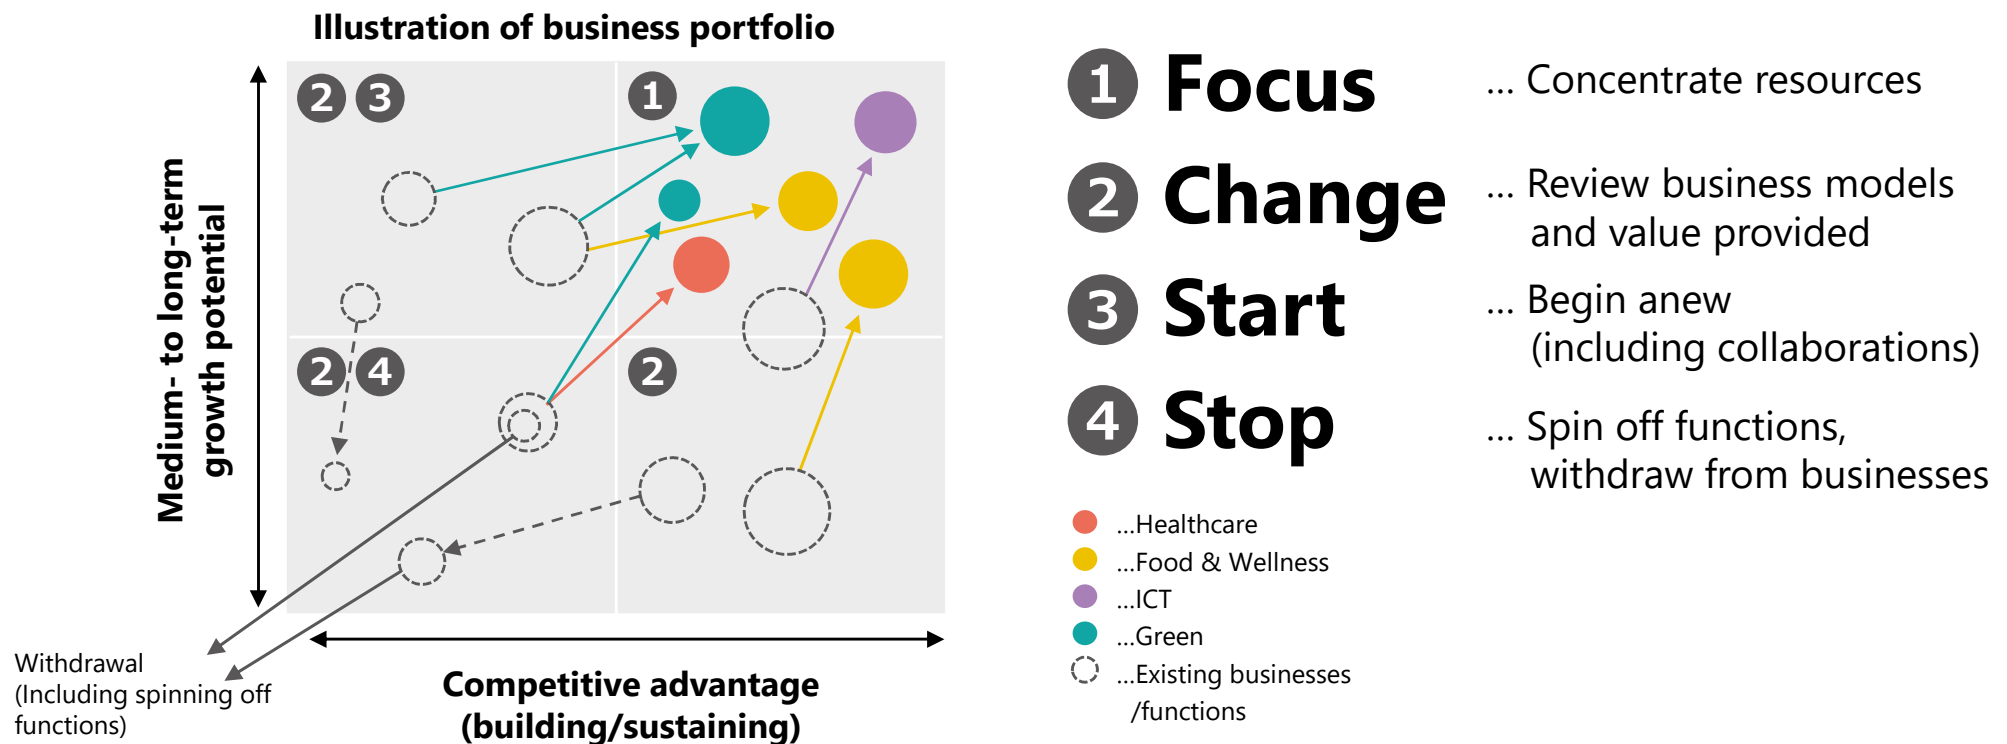 Illustration of business portfolio
2 3
1
2 4
2
Medium- to long-term
growth potential
Competitive advantage
(building/sustaining)
Withdrawal
(Including spinning off
functions)
1 Focus ... Concentrate resources
2 Change ... Review business models
and value provided
3 Start ... Begin anew
(including collaborations)
4 Stop ... Spin off functions,
withdraw from businesses
...Healthcare
...Food & Wellness
...ICT
...Green
...Existing businesses
/functions